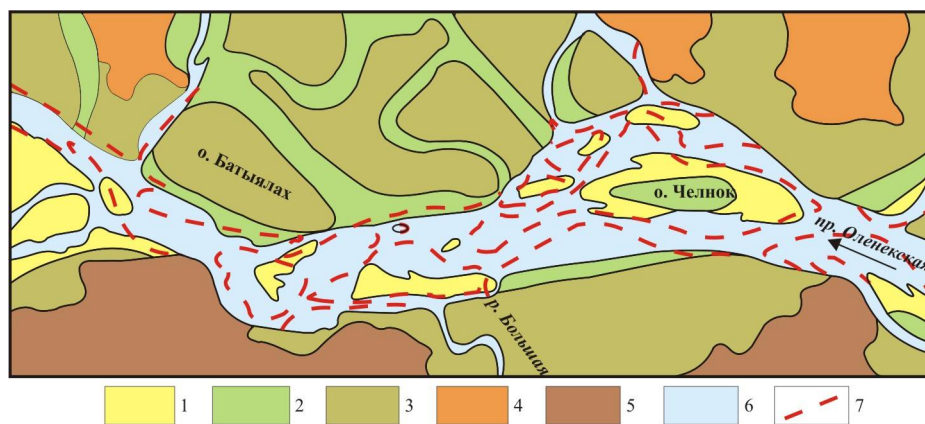 о. Батыялах
о. Челнок
пр. Оленекская
р. Большая
1 2 3 4 5 6 7